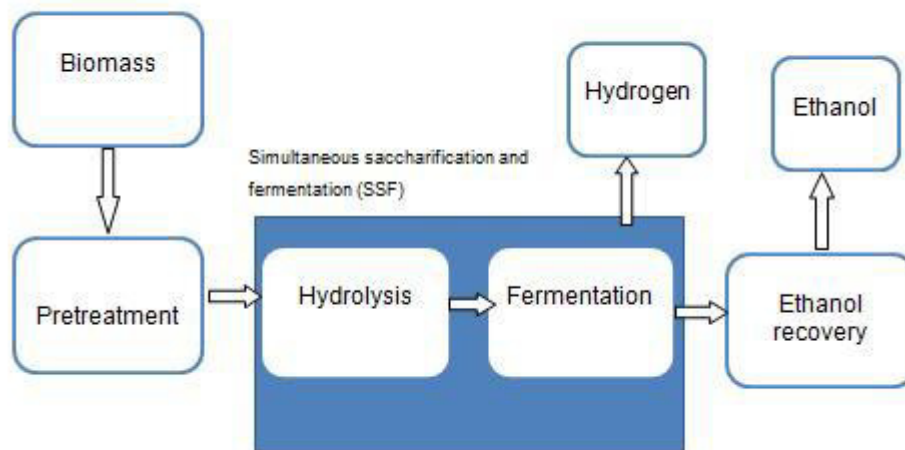 Biomass
Hydrogen
Ethanol
Simultaneous saccharification and
fermentation (SSF)
Pretreatment
Hydrolysis
Fermentation
Ethanol
recovery